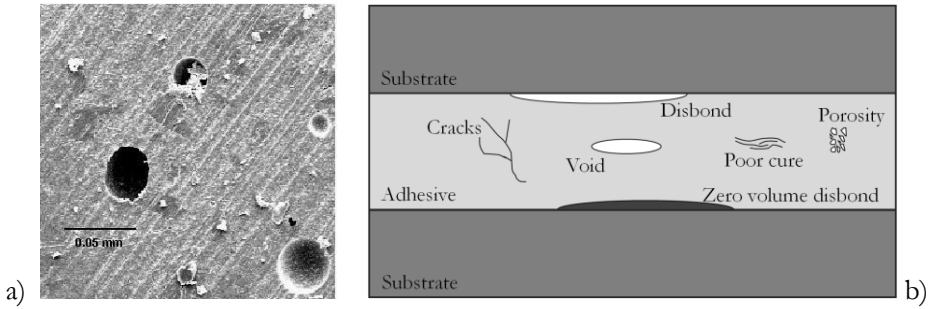 a)
0.05 mm
Substrate
Disbond
Cracks
Porosity
Void
Poor cure
Adhesive
Zero volume disbond
Substrate
b)